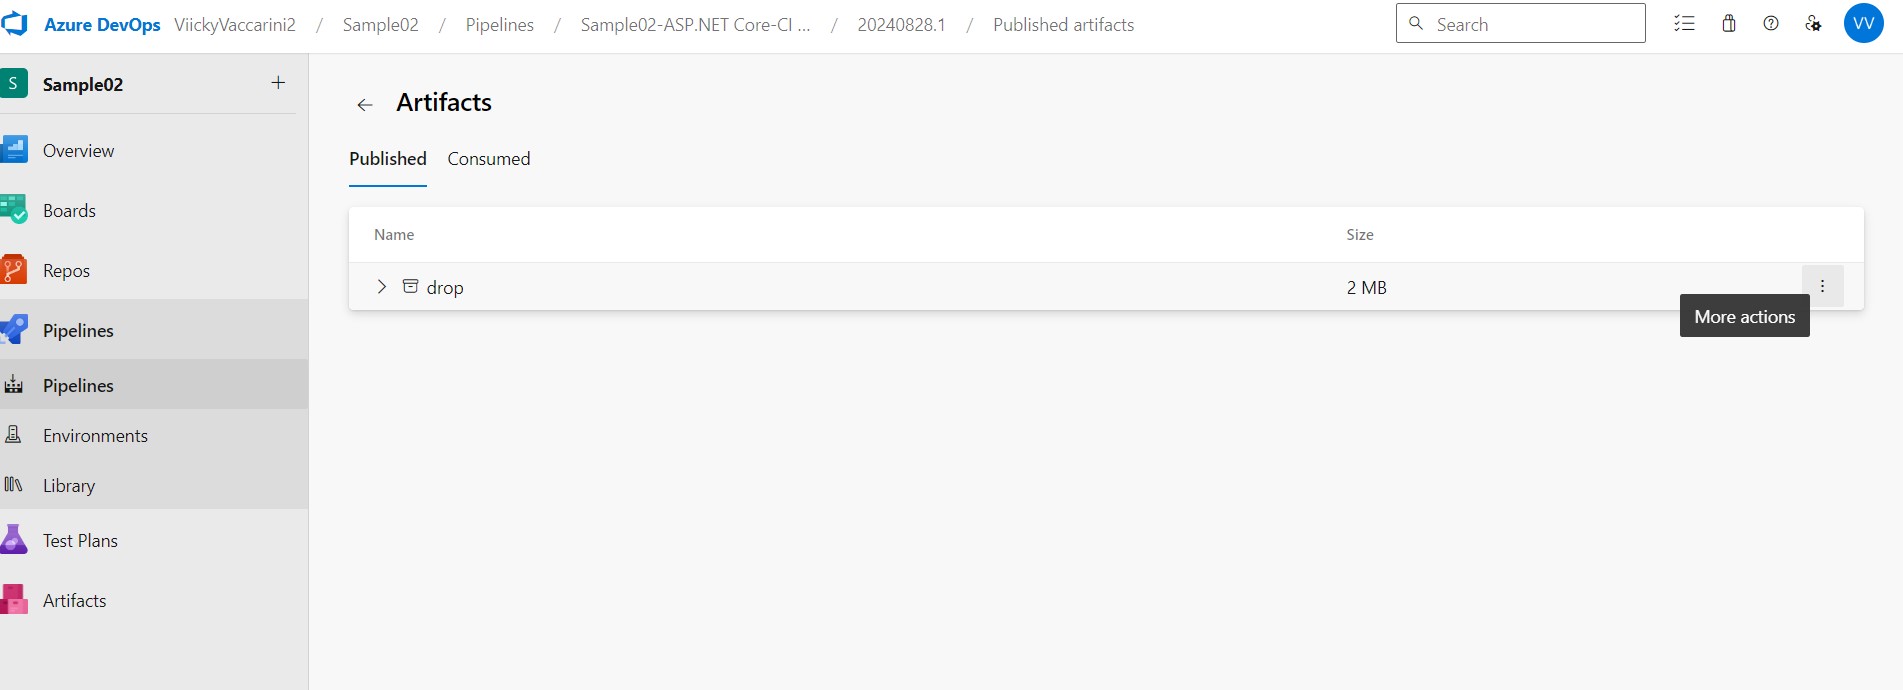 Azure DevOps ViickyVaccarini2 / Sample02 / Pipelines / Sample02-ASP.NET Core-CI ... / 20240828.1 / Published artifacts Search VV
S Sample02 +
Overview
Boards
Repos
Pipelines
Pipelines
Environments
Library
Test Plans
Artifacts
Artifacts
Published Consumed
Name Size
drop 2 MB
More actions